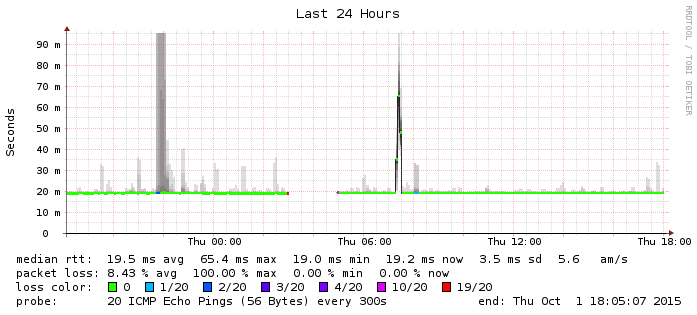 Last 24 Hours
RRDTOOL / TOBI OETIKER
Seconds
90 m
80 m
70 m
60 m
50 m
40 m
30 m
20 m
10 m
0
Thu 00:00 Thu 06:00 Thu 12:00 Thu 18:00
median rtt: 19.5 ms avg 65.4 ms max 19.0 ms min 19.2 ms now 3.5 ms sd 5.6 am/s
packet loss: 8.43 % avg 100.00 % max 0.00 % min 0.00 % now
loss color: 0 1/20 2/20 3/20 4/20 10/20 19/20
probe: 20 ICMP Echo Pings (56 Bytes) every 300s end: Thu Oct 1 18:05:07 2015